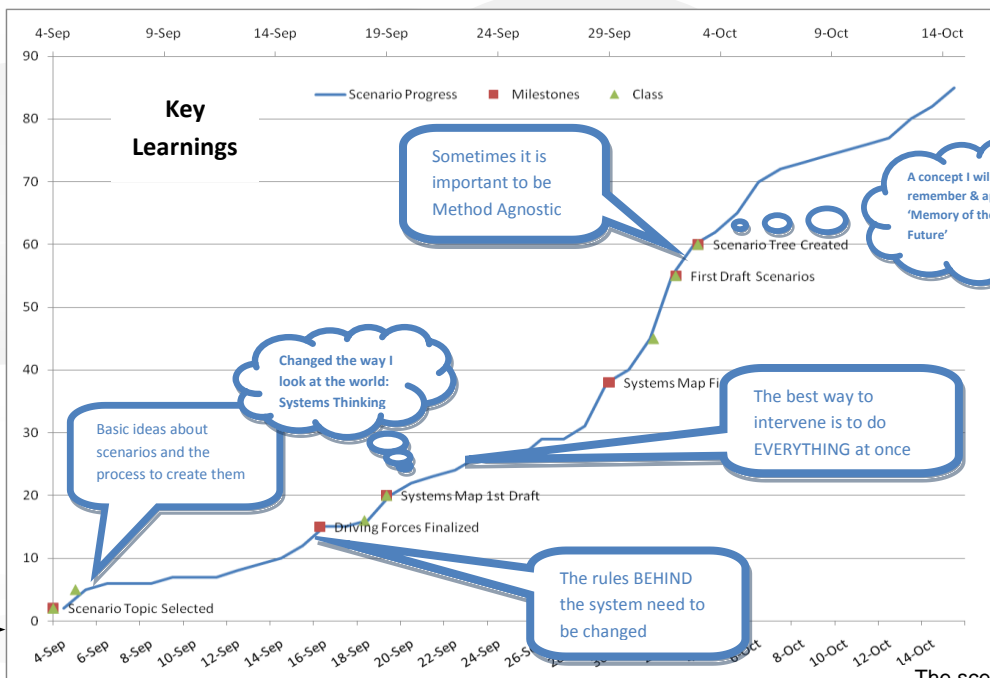 4-Sep 9-Sep 14-Sep 19-Sep 24-Sep 29-Sep 4-Oct 9-Oct 14-Oct
90
80
70
60
50
40
30
20
10
0
Key
Learnings
Scenario Progress Milestones Class
Sometimes it is
important to be
Method Agnostic
A concept I will
remember &
'Memory of the
Future'
Scenario Tree Created
First Draft Scenarios
Changed the way I
look at the world:
Systems Thinking
Systems Map
The best way to
intervene is to do
EVERYTHING at once
Basic ideas about
scenarios and the
process to create them
Systems Map 1st Draft
Driving Forces Finalized
The rules BEHIND
the system need to
be changed
Scenario Topic Selected
4-Sep 6-Sep 8-Sep 10-Sep 12-Sep 14-Sep 16-Sep 18-Sep 20-Sep 22-Sep 24-Sep 8-Oct 10-Oct 12-Oct 14-Oct
The